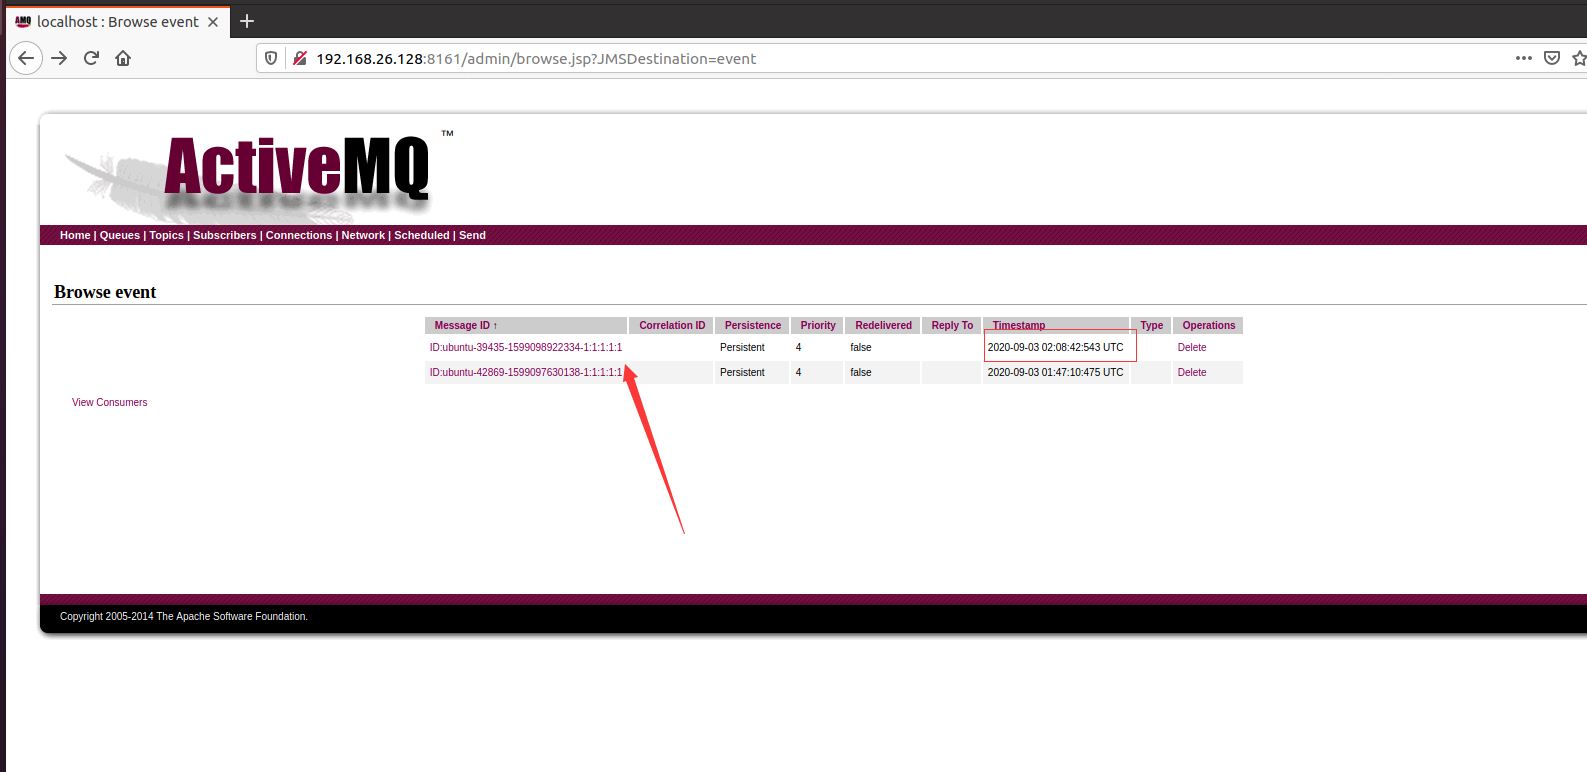 localhost : Browse event
192.168.26.128:8161/admin/browse.jsp?JMSDestination=event
ActiveMQ ™
Home | Queues | Topics | Subscribers | Connections | Network | Scheduled | Send
Browse event
Message ID ↑ Correlation ID Persistence Priority Redelivered Reply To Timestamp Type Operations
ID:ubuntu-39435-1599098922334-1:1:1:1:1 Persistent 4 false 2020-09-03 02:08:42:543 UTC Delete
ID:ubuntu-42869-1599097630138-1:1:1:1:1 Persistent 4 false 2020-09-03 01:47:10:475 UTC Delete
View Consumers
Copyright 2005-2014 The Apache Software Foundation.